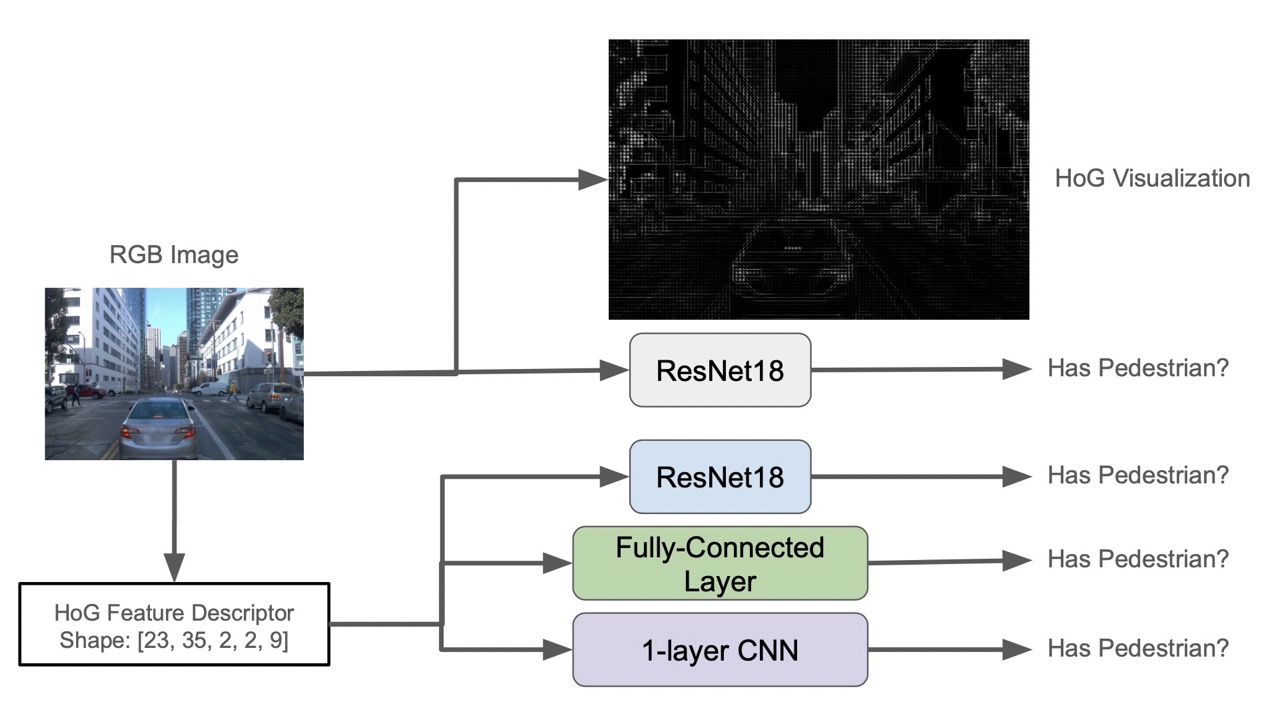 HoG Visualization
RGB Image
ResNet18
Has Pedestrian?
ResNet18
Has Pedestrian?
Fully-Connected
Layer
Has Pedestrian?
HoG Feature Descriptor
Shape: [23, 35, 2, 2, 9]
1-layer CNN
Has Pedestrian?